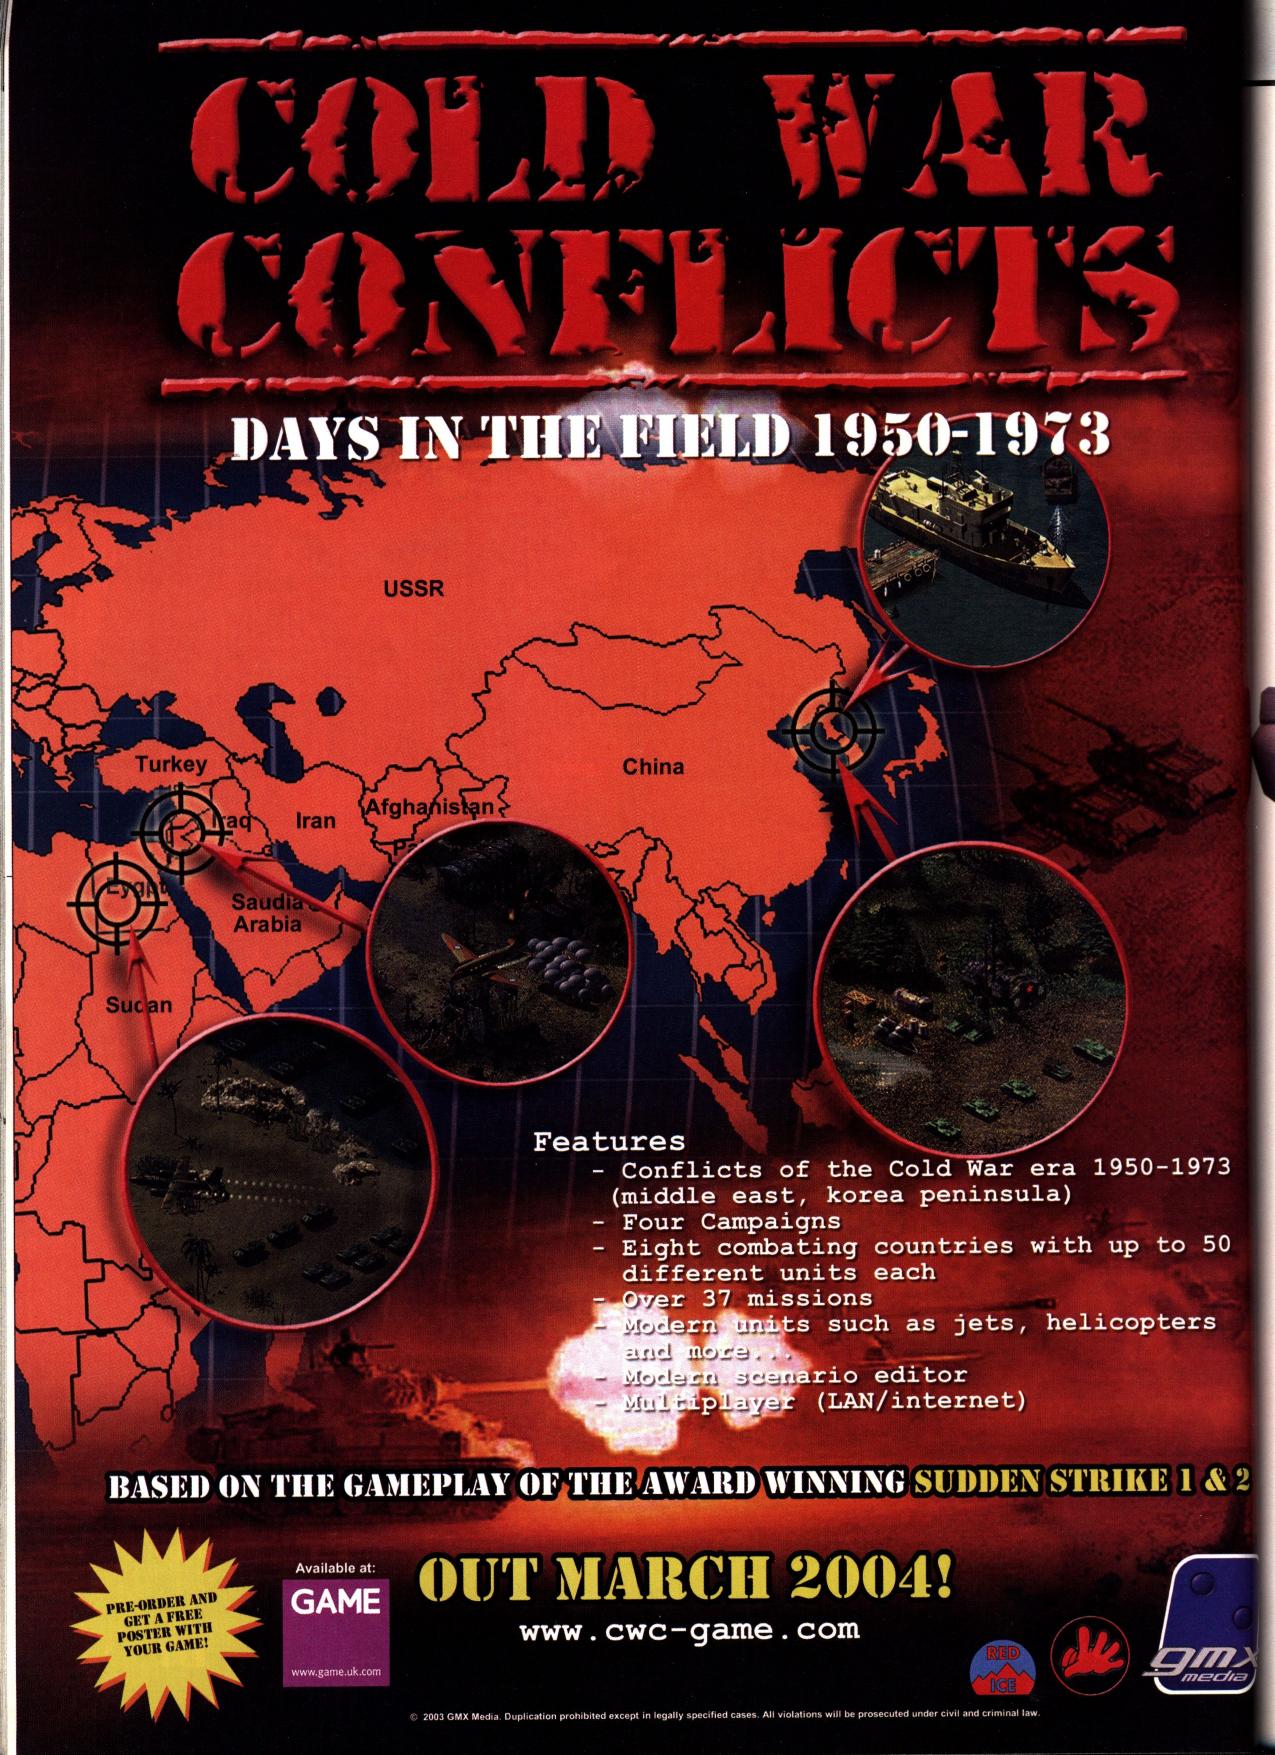 COLD WAR
CONFLICTS
DAYS IN THE FIELD 1950-1973
USSR
Turkey
China
Iraq
Iran
Afghanistan
Eygpt
Saudia
Arabia
Sudan
Features
- Conflicts of the Cold War era 1950-1973
(middle east, korea peninsula)
- Four Campaigns
- Eight combating countries with up to 50
different units each
- Over 37 missions
- Modern units such as jets, helicopters
and more...
- Modern scenario editor
- Multiplayer (LAN/internet)
BASED ON THE GAMEPLAY OF THE AWARD WINNING SUDDEN STRIKE 1 & 2
PRE-ORDER AND
GET A FREE
POSTER WITH
YOUR GAME!
Available at:
GAME
www.game.uk.com
OUT MARCH 2004!
www.cwc-game.com
RED
ICE
gmx
media
© 2003 GMX Media. Duplication prohibited except in legally specified cases. All violations will be prosecuted under civil and criminal law.